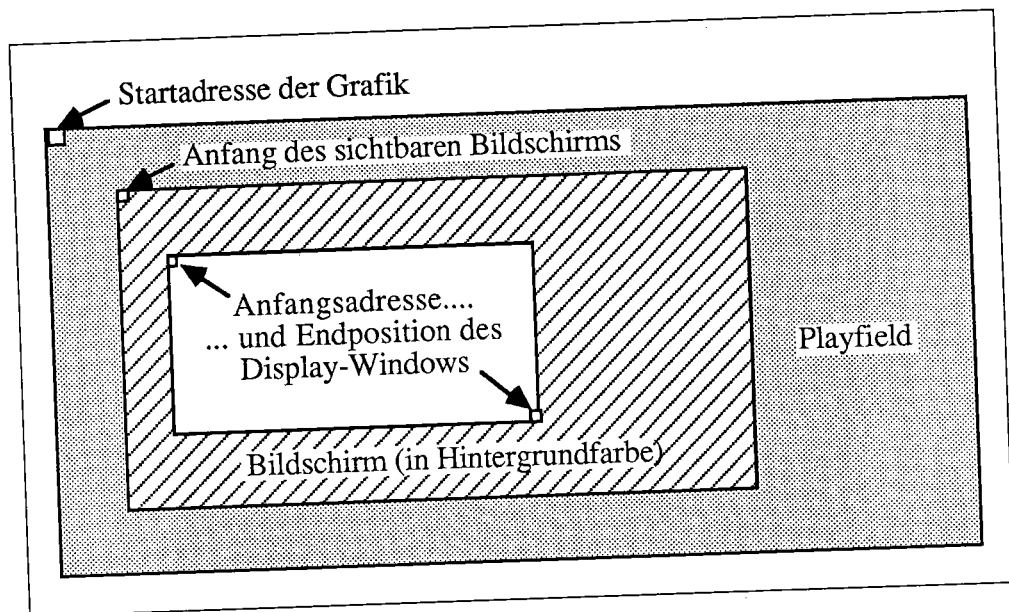 Startadresse der Grafik
Anfang des sichtbaren Bildschirms
Anfangsadresse....
... und Endposition des
Display-Windows
Playfield
Bildschirm (in Hintergrundfarbe)